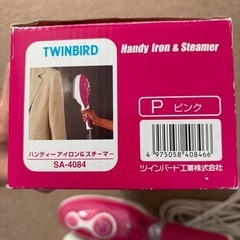 TWINBIRD
Handy Iron & Steamer
P ピンク
ハンディーアイロン&スチーマー
SA-4084
4 975058 408466
ツインバード工業株式会社